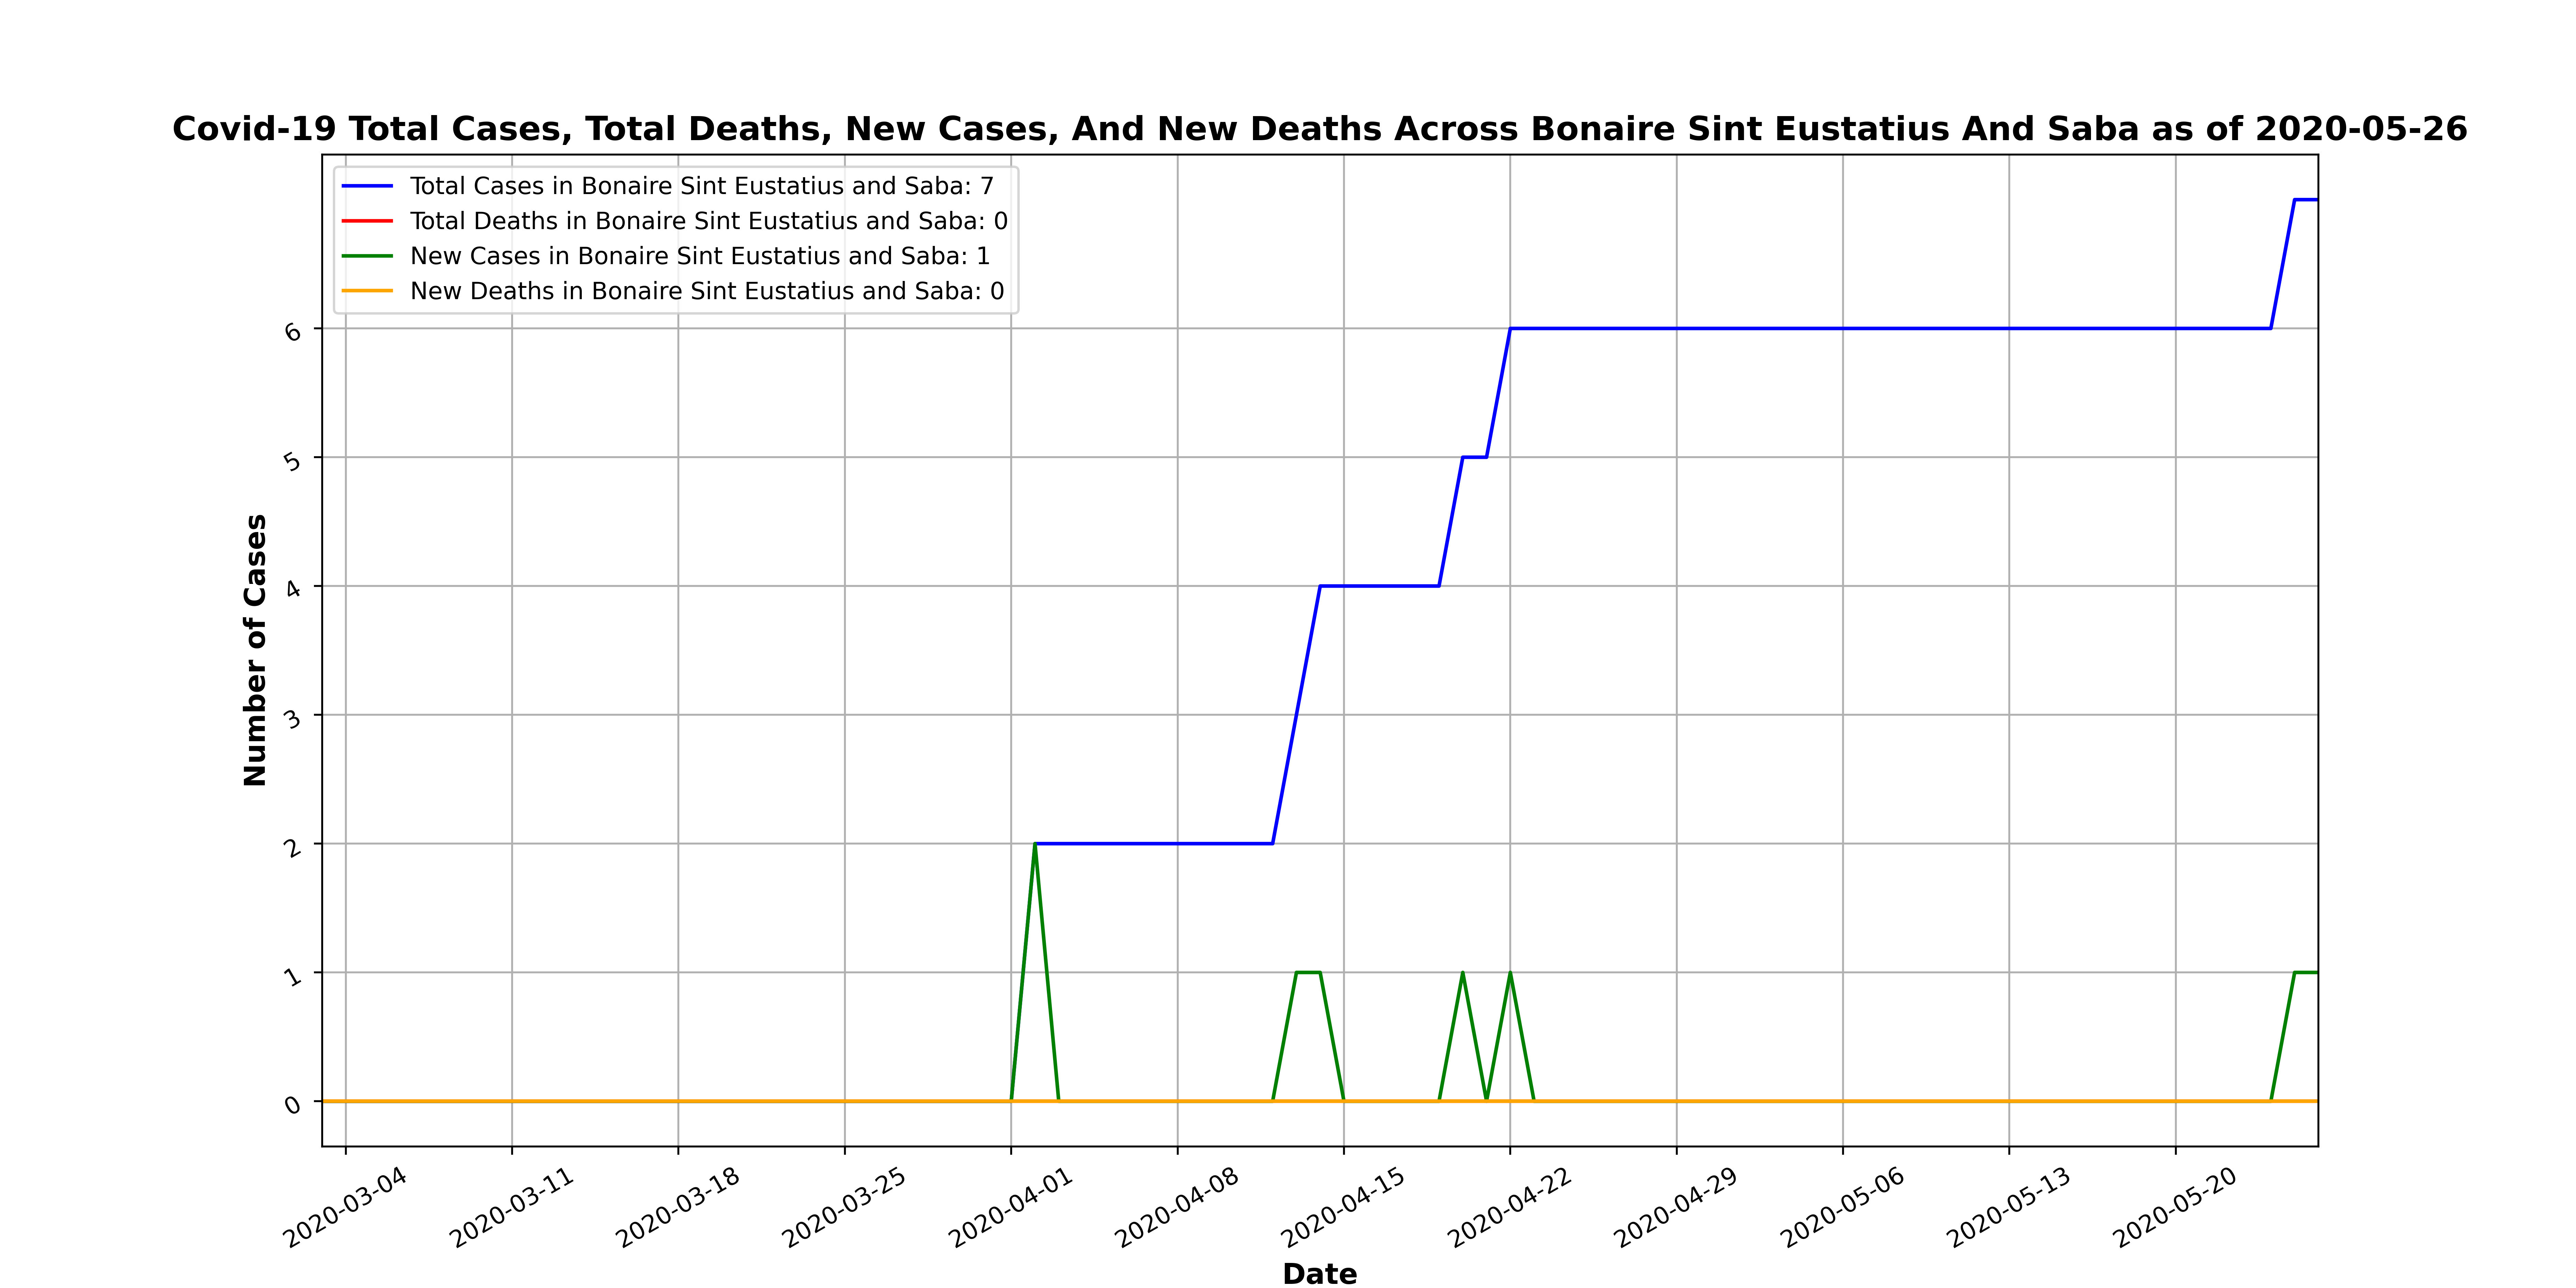 Covid-19 Total Cases, Total Deaths, New Cases, And New Deaths Across Bonaire Sint Eustatius And Saba as of 2020-05-26
Total Cases in Bonaire Sint Eustatius and Saba: 7
Total Deaths in Bonaire Sint Eustatius and Saba: 0
New Cases in Bonaire Sint Eustatius and Saba: 1
New Deaths in Bonaire Sint Eustatius and Saba: 0
6
5
4
3
2
1
0
Number of Cases
2020-03-04
2020-03-11
2020-03-18
2020-03-25
2020-04-01
2020-04-08
2020-04-15
2020-04-22
2020-04-29
2020-05-06
2020-05-13
2020-05-20
Date